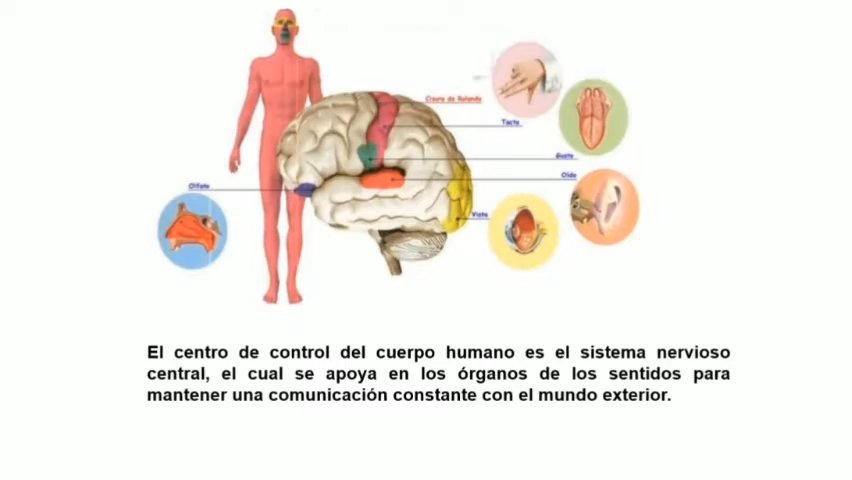 Cisura de Rolando
Tacto
Gusto
Oído
Olfato
Vista
El centro de control del cuerpo humano es el sistema nervioso
central, el cual se apoya en los órganos de los sentidos para
mantener una comunicación constante con el mundo exterior.